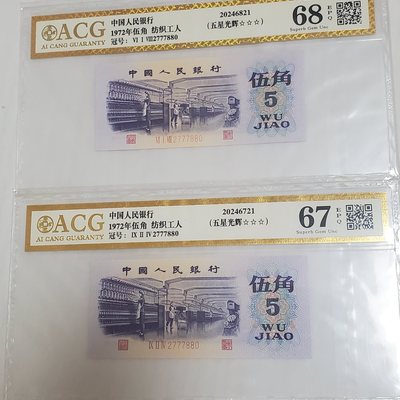 ACG
AI CANG GUARANTY
中国人民银行
1972年伍角 纺织工人
冠号: VI I VIII2777880
20246821
(五星光辉☆☆☆)
68
EPQ
Superb Gem Unc
中國人民銀行
伍角
5
WU
JIAO
VI I VIII 2777880
ACG
AI CANG GUARANTY
中国人民银行
1972年伍角 纺织工人
冠号: IX II IV2777880
20246721
(五星光辉☆☆☆)
67
EPQ
Superb Gem Unc
中國人民銀行
伍角
5
WU
JIAO
IX II IV 2777880